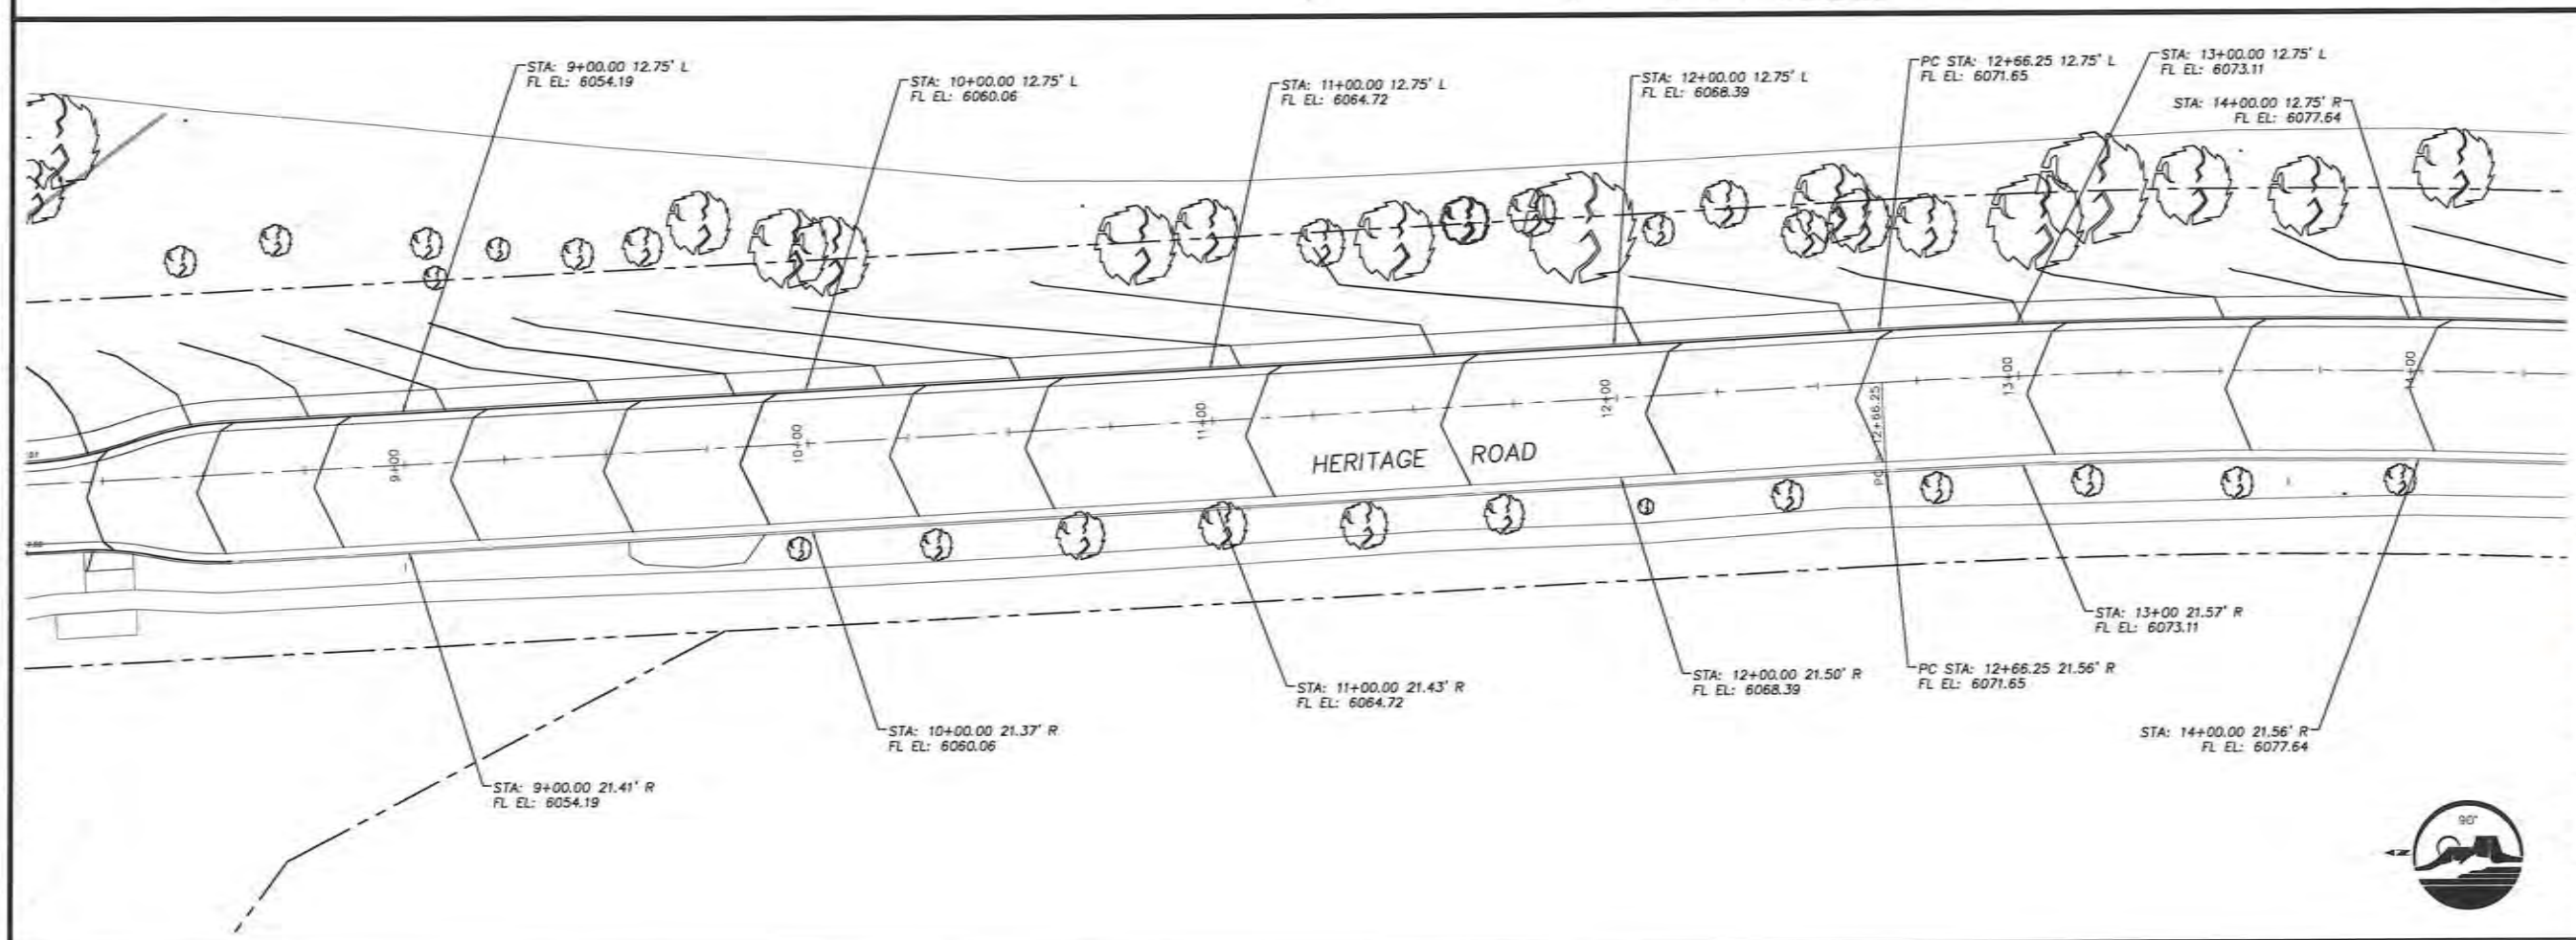 STA: 9+00.00 12.75' L
FL EL: 6054.19
STA: 10+00.00 12.75' L
FL EL: 6060.06
STA: 11+00.00 12.75' L
FL EL: 6064.72
STA: 12+00.00 12.75' L
FL EL: 6068.39
PC STA: 12+66.25 12.75' L
FL EL: 6071.65
STA: 13+00.00 12.75' L
FL EL: 6073.11
STA: 14+00.00 12.75' R
FL EL: 6077.64
9+00
10+00
11+00
12+00
PC 12+66.25
13+00
14+00
HERITAGE ROAD
STA: 9+00.00 21.41' R
FL EL: 6054.19
STA: 10+00.00 21.37' R
FL EL: 6060.06
STA: 11+00.00 21.43' R
FL EL: 6064.72
STA: 12+00.00 21.50' R
FL EL: 6068.39
PC STA: 12+66.25 21.56' R
FL EL: 6071.65
STA: 13+00 21.57' R
FL EL: 6073.11
STA: 14+00.00 21.56' R
FL EL: 6077.64
90°
N